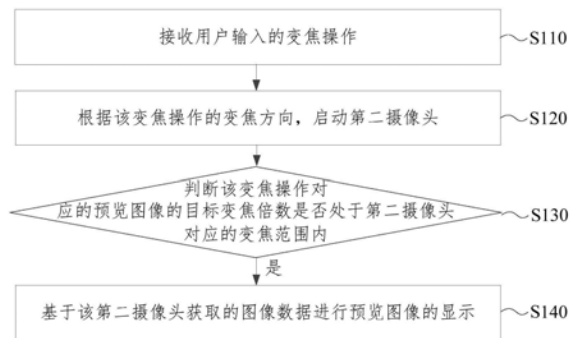 接收用户输入的变焦操作
S110
根据该变焦操作的变焦方向，启动第二摄像头
S120
判断该变焦操作对
应的预览图像的目标变焦倍数是否处于第二摄像头
对应的变焦范围内
S130
是
基于该第二摄像头获取的图像数据进行预览图像的显示
S140